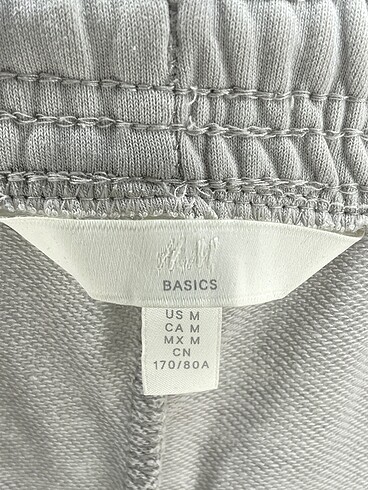 H&M
BASICS
US M
CA M
MX M
CN
170/80A